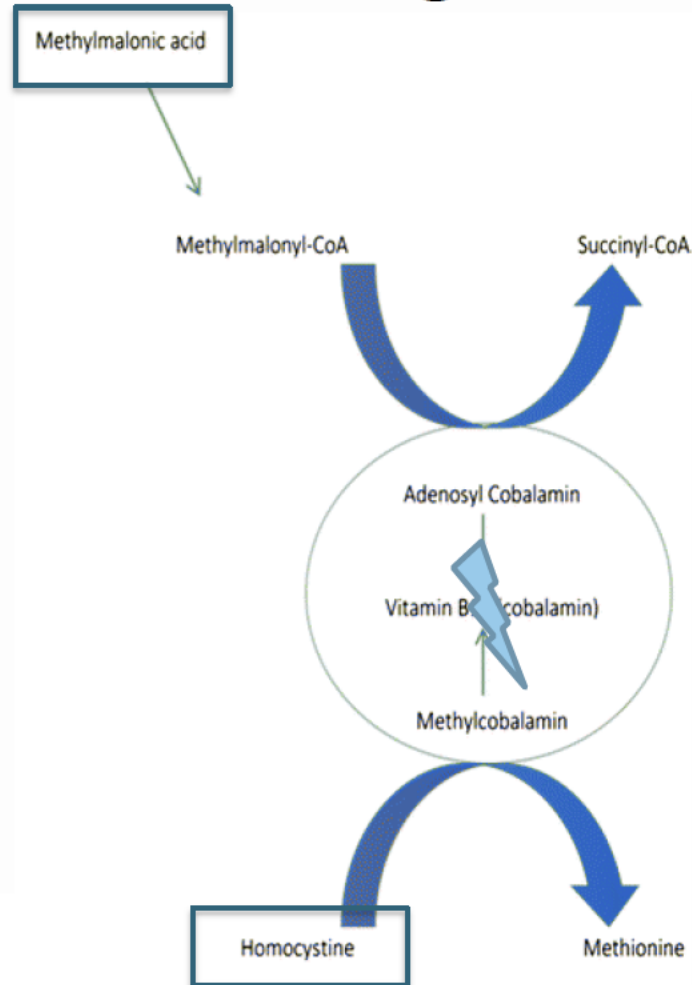 Methylmalonic acid
Methylmalonyl-CoA
Succinyl-CoA
Adenosyl Cobalamin
Vitamin B cobalamin)
Methylcobalamin
Homocystine
Methionine